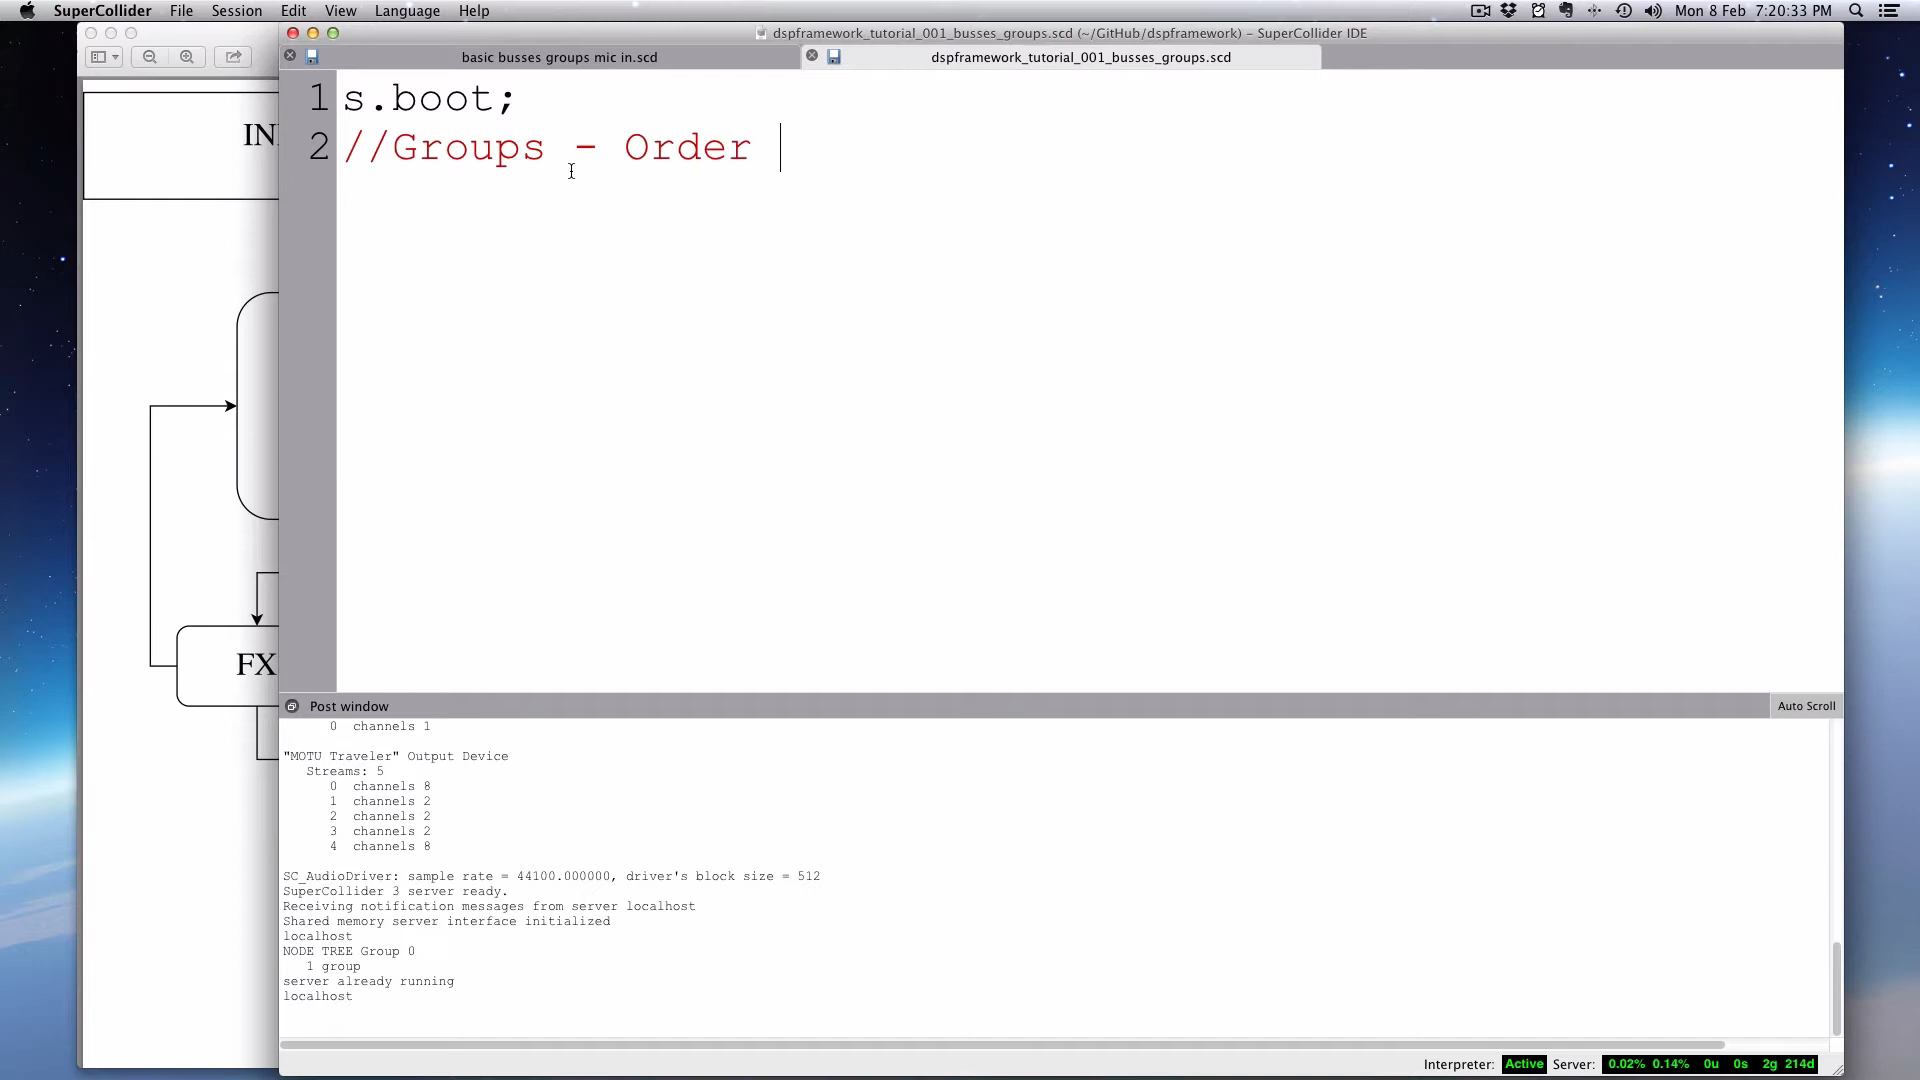 SuperCollider File Session Edit View Language Help Mon 8 Feb 7:20:33 PM
dspframework_tutorial_001_busses_groups.scd (~/GitHub/dspframework) – SuperCollider IDE
basic busses groups mic in.scd dspframework_tutorial_001_busses_groups.scd
1 s.boot;
2 //Groups - Order
IN
FX
Post window Auto Scroll
0 channels 1
"MOTU Traveler" Output Device
Streams: 5
0 channels 8
1 channels 2
2 channels 2
3 channels 2
4 channels 8
SC_AudioDriver: sample rate = 44100.000000, driver's block size = 512
SuperCollider 3 server ready.
Receiving notification messages from server localhost
Shared memory server interface initialized
localhost
NODE TREE Group 0
1 group
server already running
localhost
Interpreter: Active Server: 0.02% 0.14% 0u 0s 2g 214d